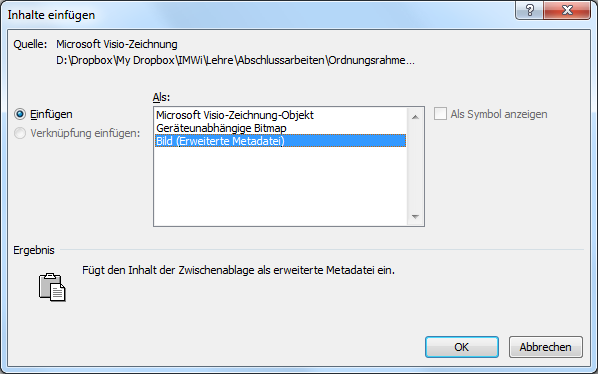 Inhalte einfügen
Quelle: Microsoft Visio-Zeichnung
D:\Dropbox\My Dropbox\IMWi\Lehre\Abschlussarbeiten\Ordnungsrahme...
Als:
Einfügen
Verknüpfung einfügen:
Microsoft Visio-Zeichnung-Objekt
Geräteunabhängige Bitmap
Bild (Erweiterte Metadatei)
Als Symbol anzeigen
Ergebnis
Fügt den Inhalt der Zwischenablage als erweiterte Metadatei ein.
OK
Abbrechen